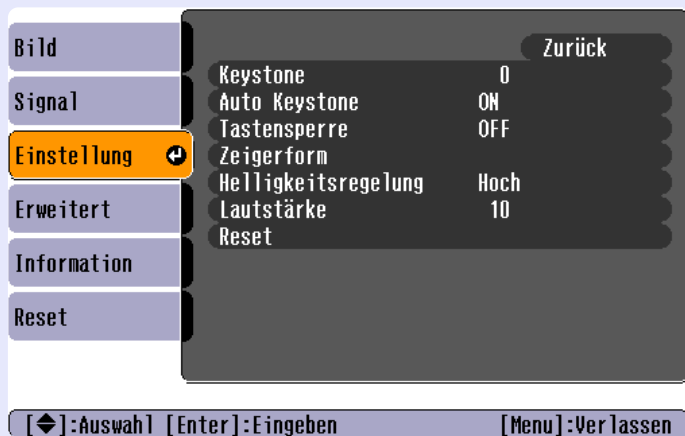 Bild
Signal
Einstellung
Erweitert
Information
Reset
Zurück
Keystone 0
Auto Keystone ON
Tastensperre OFF
Zeigerform
Helligkeitsregelung Hoch
Lautstärke 10
Reset
[◆]:Auswahl [Enter]:Eingeben [Menu]:Verlassen